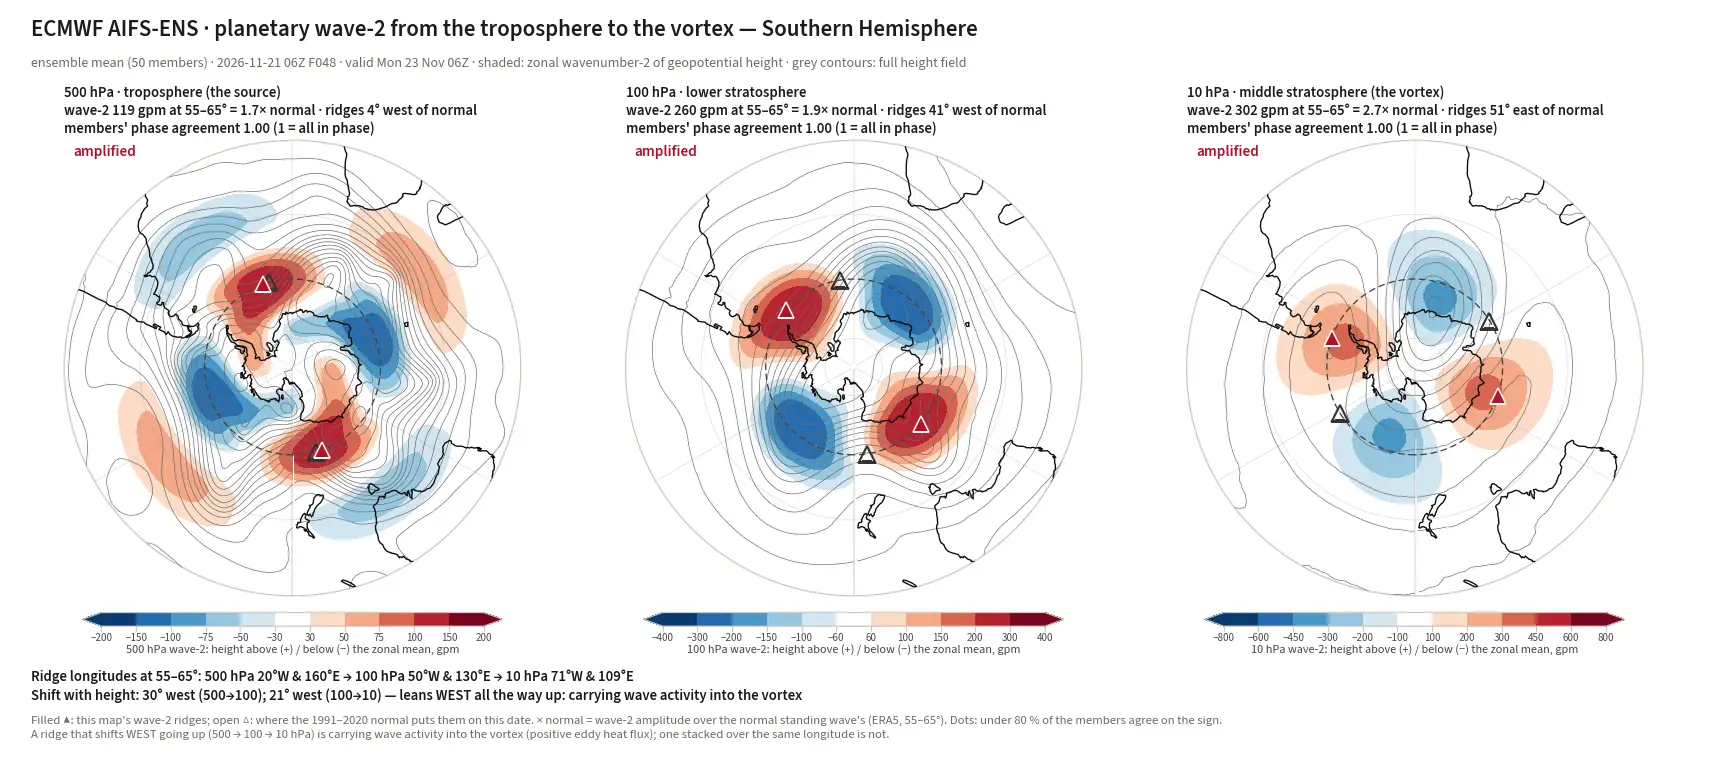 ECMWF AIFS-ENS · planetary wave-2 from the troposphere to the vortex — Southern Hemisphere
ensemble mean (50 members) · 2026-11-21 06Z F048 · valid Mon 23 Nov 06Z · shaded: zonal wavenumber-2 of geopotential height · grey contours: full height field
500 hPa · troposphere (the source)
wave-2 119 gpm at 55–65° = 1.7× normal · ridges 4° west of normal
members' phase agreement 1.00 (1 = all in phase)
amplified
100 hPa · lower stratosphere
wave-2 260 gpm at 55–65° = 1.9× normal · ridges 41° west of normal
members' phase agreement 1.00 (1 = all in phase)
amplified
10 hPa · middle stratosphere (the vortex)
wave-2 302 gpm at 55–65° = 2.7× normal · ridges 51° east of normal
members' phase agreement 1.00 (1 = all in phase)
amplified
−200 −150 −100 −75 −50 −30 30 50 75 100 150 200
500 hPa wave-2: height above (+) / below (−) the zonal mean, gpm
−400 −300 −200 −150 −100 −60 60 100 150 200 300 400
100 hPa wave-2: height above (+) / below (−) the zonal mean, gpm
−800 −600 −450 −300 −200 −100 100 200 300 450 600 800
10 hPa wave-2: height above (+) / below (−) the zonal mean, gpm
Ridge longitudes at 55–65°: 500 hPa 20°W & 160°E → 100 hPa 50°W & 130°E → 10 hPa 71°W & 109°E
Shift with height: 30° west (500→100); 21° west (100→10) — leans WEST all the way up: carrying wave activity into the vortex
Filled ▲: this map's wave-2 ridges; open △: where the 1991–2020 normal puts them on this date. × normal = wave-2 amplitude over the normal standing wave's (ERA5, 55–65°). Dots: under 80 % of the members agree on the sign.
A ridge that shifts WEST going up (500 → 100 → 10 hPa) is carrying wave activity into the vortex (positive eddy heat flux); one stacked over the same longitude is not.